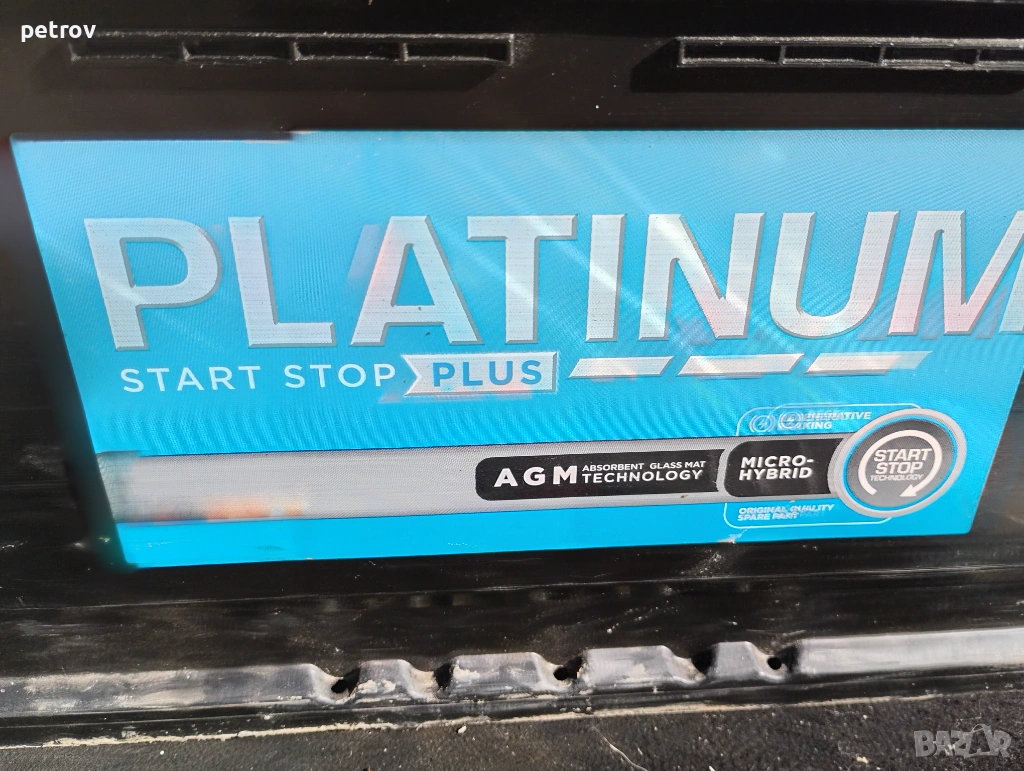 petrov
PLATINUM
START STOP PLUS
AGM ABSORBENT GLASS MAT
TECHNOLOGY
MICRO-
HYBRID
START
STOP
TECHNOLOGY
ORIGINAL QUALITY
SPARE PART
BAZAR